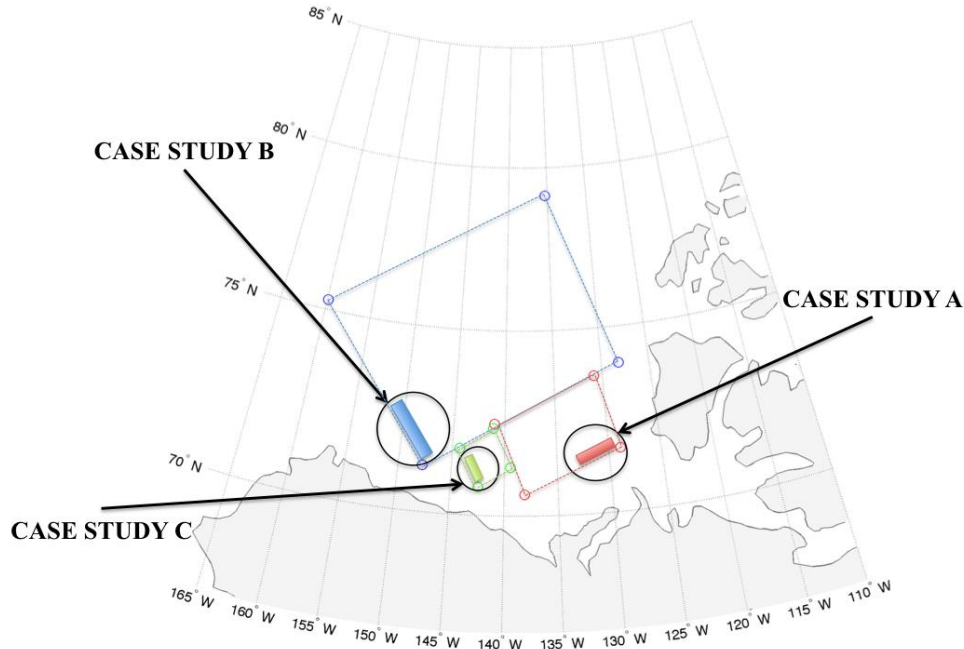 85° N
80° N
CASE STUDY B
75° N
CASE STUDY A
70° N
CASE STUDY C
165° W
160° W
155° W
150° W
145° W
140° W
135° W
130° W
125° W
120° W
115° W
110° W